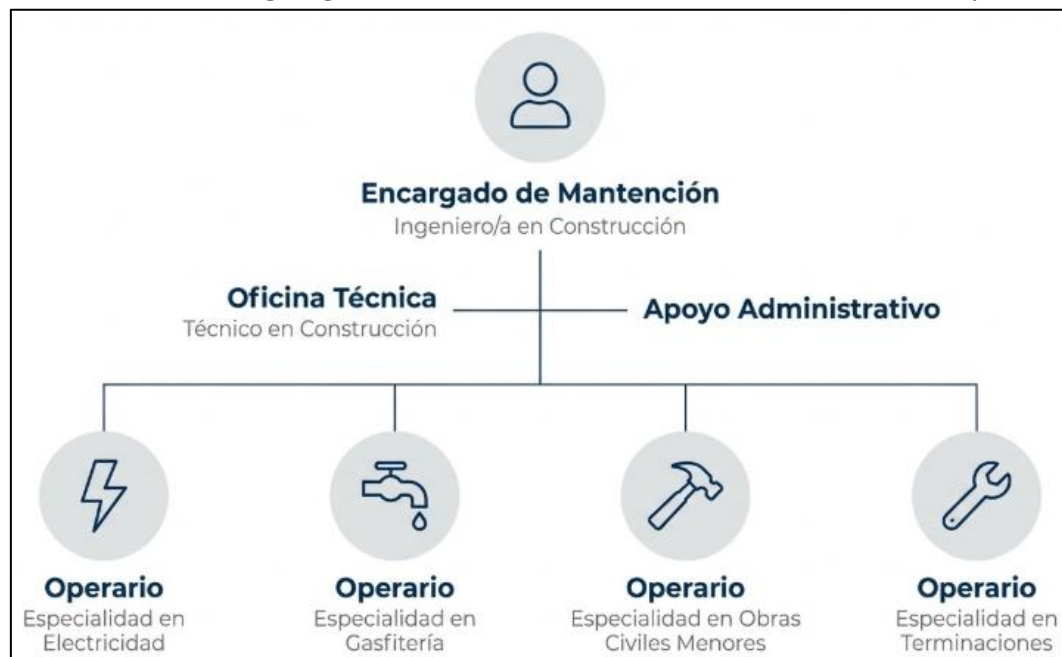 Encargado de Mantención
Ingeniero/a en Construcción
Oficina Técnica
Técnico en Construcción
Apoyo Administrativo
Operario
Especialidad en
Electricidad
Operario
Especialidad en
Gasfitería
Operario
Especialidad en Obras
Civiles Menores
Operario
Especialidad en
Terminaciones